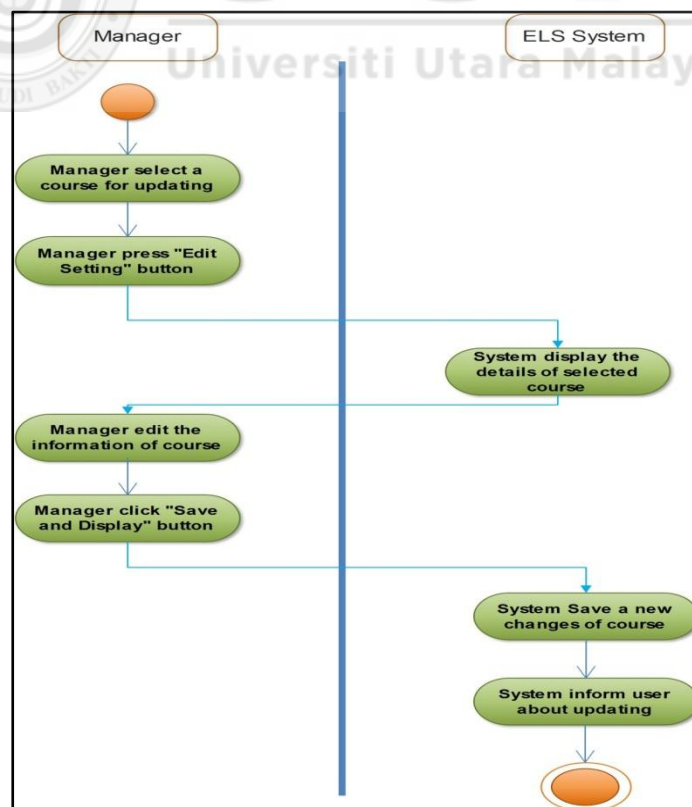 Manager
ELS System
Universiti Utara Malay
UDI BAK
Manager select a
course for updating
Manager press "Edit
Setting" button
System display the
details of selected
course
Manager edit the
information of course
Manager click "Save
and Display" button
System Save a new
changes of course
System inform user
about updating